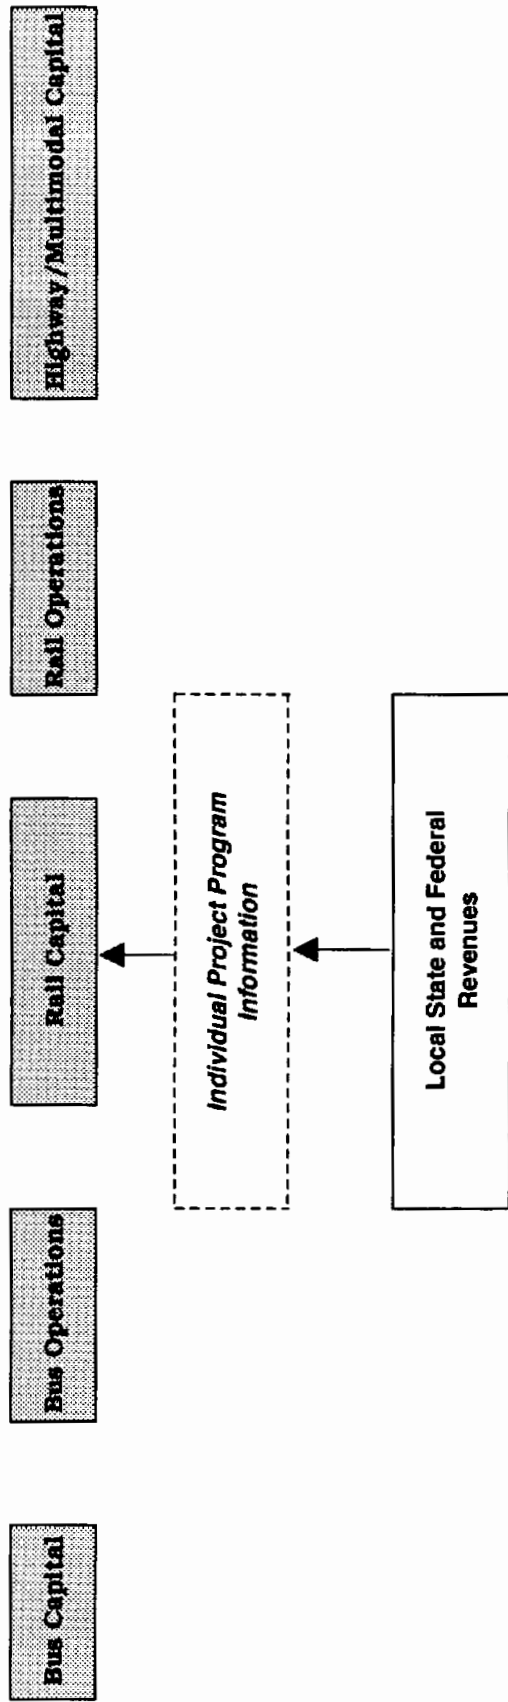 Bus Capital
Bus Operations
Rail Capital
Rail Operations
Highway/Multimodal Capital
Individual Project Program
Information
Local State and Federal
Revenues